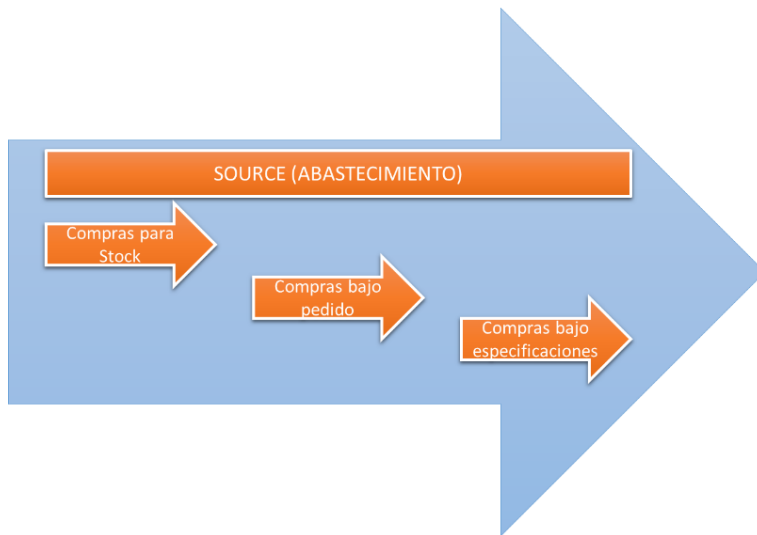 SOURCE (ABASTECIMIENTO)
Compras para
Stock
Compras bajo
pedido
Compras bajo
especificaciones